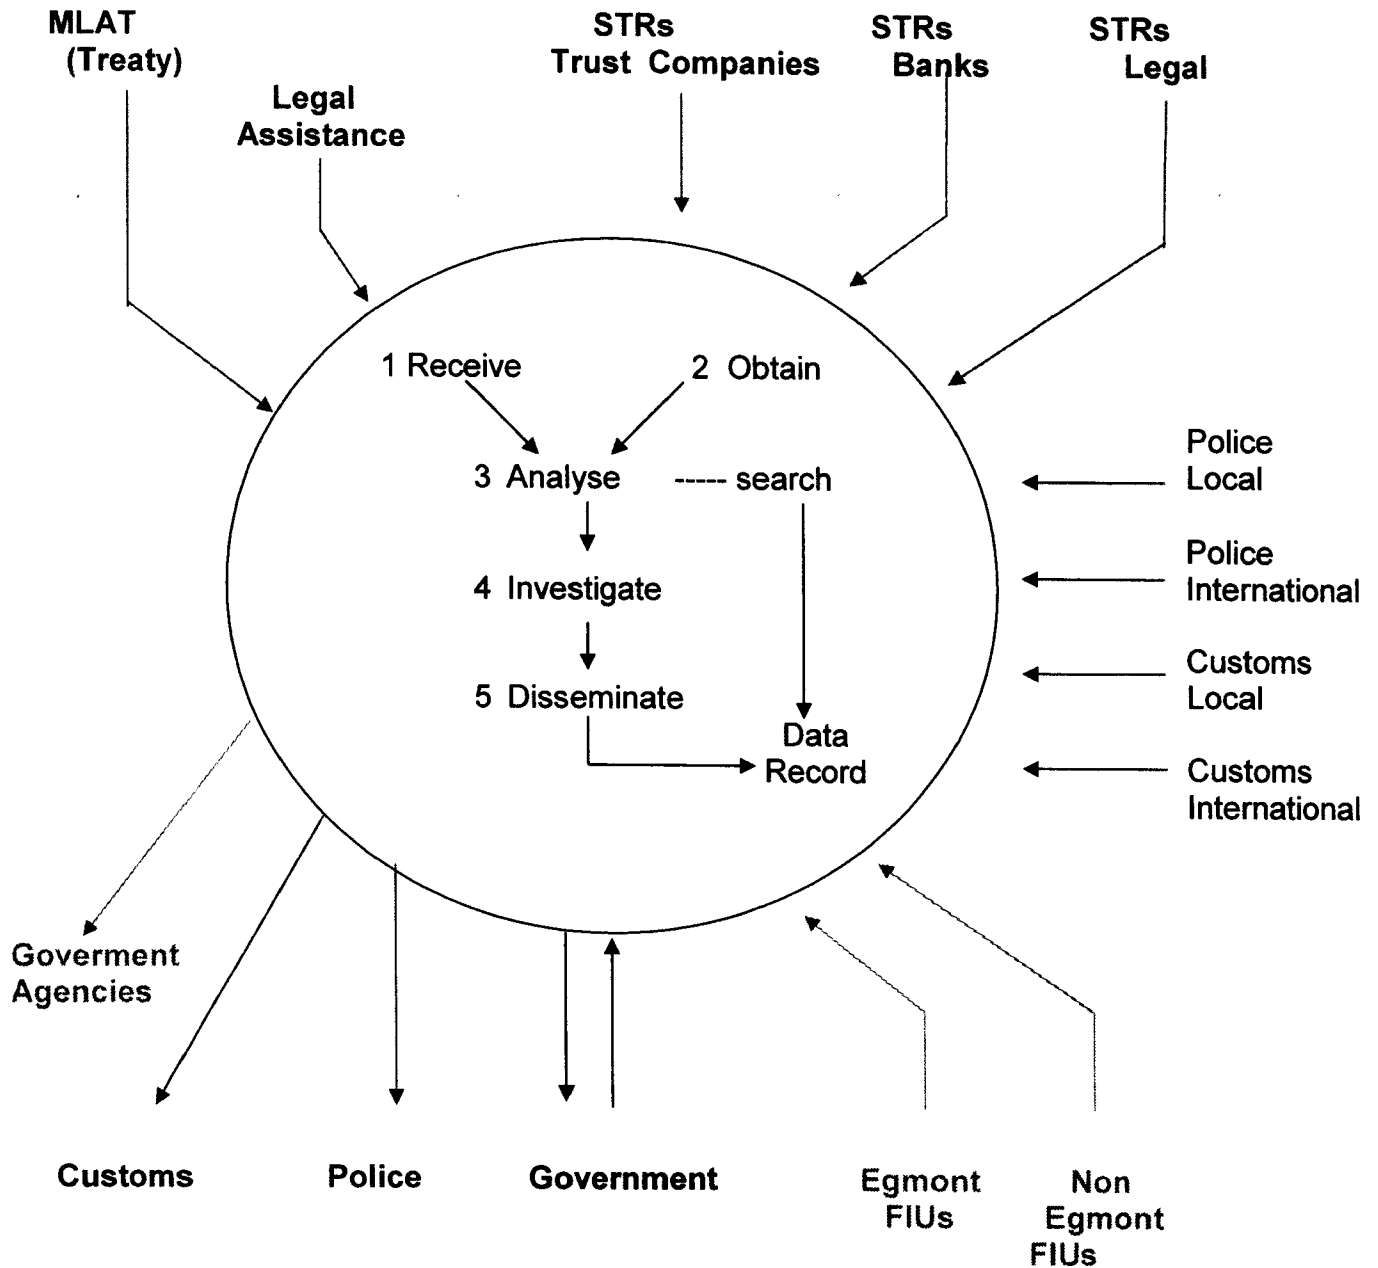 MLAT
(Treaty)
Legal
Assistance
STRs
Trust Companies
STRs
Banks
STRs
Legal
1 Receive
2 Obtain
3 Analyse ----- search
4 Investigate
5 Disseminate
Data
Record
Police
Local
Police
International
Customs
Local
Customs
International
Goverment
Agencies
Customs
Police
Government
Egmont
FIUs
Non
Egmont
FIUs